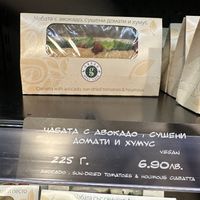 Чабата с авокадо, сушени
домати и хумус
g
Ciabatta with avocado, sun-dried tomatoes & houmous
ЧАБАТА С АВОКАДО, СУШЕНИ
ДОМАТИ И ХУМУС
VEGAN
225 Г.
6.90ЛВ.
AVOCADO, SUN-DRIED TOMATOES & HOUMOUS CIABATTA